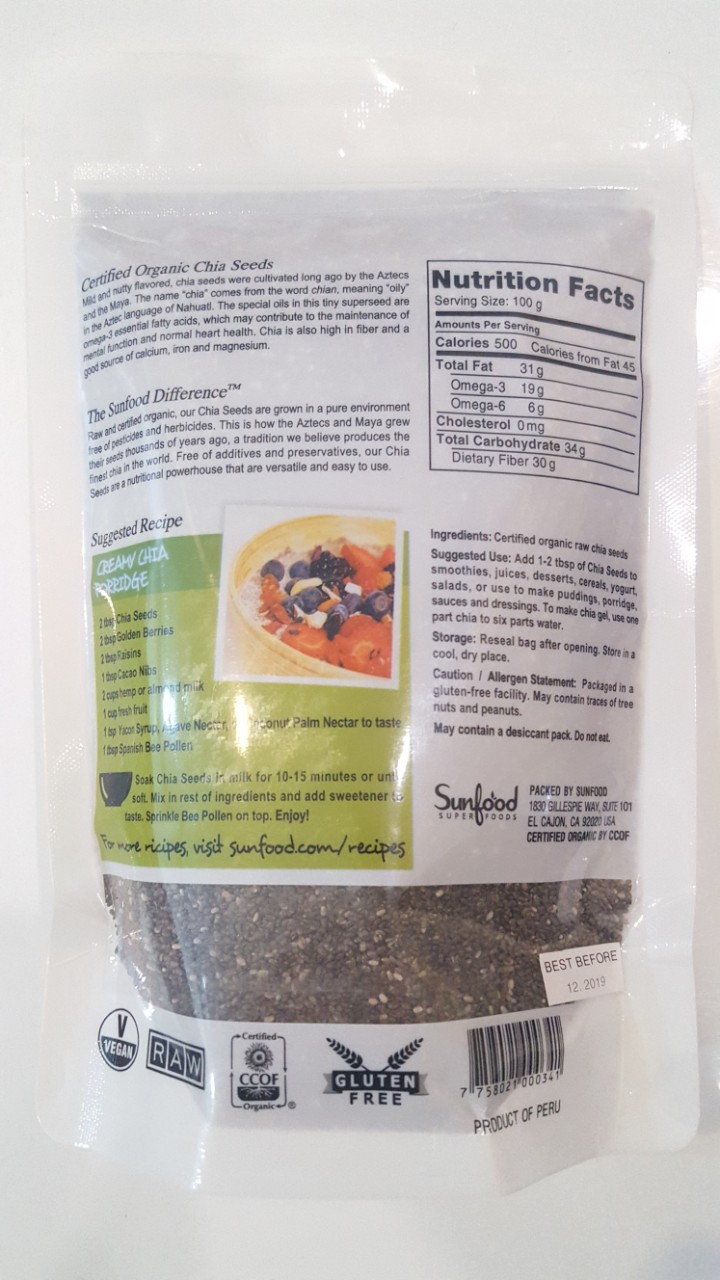 Certified Organic Chia Seeds
Mild and nutty flavored, chia seeds were cultivated long ago by the Aztecs
and the Maya. The name "chia" comes from the word chian, meaning "oily"
in the Aztec language of Nahuatl. The special oils in this tiny superseed are
omega-3 essential fatty acids, which may contribute to the maintenance of
mental function and normal heart health. Chia is also high in fiber and a
good source of calcium, iron and magnesium.
The Sunfood Difference™
Raw and certified organic, our Chia Seeds are grown in a pure environment
free of pesticides and herbicides. This is how the Aztecs and Maya grew
their seeds thousands of years ago, a tradition we believe produces the
finest chia in the world. Free of additives and preservatives, our Chia
Seeds are a nutritional powerhouse that are versatile and easy to use.
Suggested Recipe
CREAMY CHIA
PORRIDGE
2 tbsp Chia Seeds
2 tbsp Golden Berries
2 tbsp Raisins
1 tbsp Cacao Nibs
2 cups hemp or almond milk
1 cup fresh fruit
1 tsp Yacon Syrup, Agave Nectar, Coconut Palm Nectar to taste
1 tbsp Spanish Bee Pollen
Soak Chia Seeds in milk for 10-15 minutes or until
soft. Mix in rest of ingredients and add sweetener to
taste. Sprinkle Bee Pollen on top. Enjoy!
For more ricipes, visit sunfood.com/recipes
Nutrition Facts
Serving Size: 100 g
Amounts Per Serving
Calories 500 Calories from Fat 45
Total Fat 31 g
Omega-3 19 g
Omega-6 6 g
Cholesterol 0 mg
Total Carbohydrate 34 g
Dietary Fiber 30 g
Ingredients: Certified organic raw chia seeds
Suggested Use: Add 1-2 tbsp of Chia Seeds to
smoothies, juices, desserts, cereals, yogurt,
salads, or use to make puddings, porridge,
sauces and dressings. To make chia gel, use one
part chia to six parts water.
Storage: Reseal bag after opening. Store in a
cool, dry place.
Caution / Allergen Statement: Packaged in a
gluten-free facility. May contain traces of tree
nuts and peanuts.
May contain a desiccant pack. Do not eat.
Sunfood
SUPERFOODS
PACKED BY SUNFOOD
1830 GILLESPIE WAY, SUITE 101
EL CAJON, CA 92020 USA
CERTIFIED ORGANIC BY CCOF
BEST BEFORE
12. 2019
V
VEGAN
RAW
Certified
CCOF
Organic ®
GLUTEN
FREE
7 58021 00034 1
PRODUCT OF PERU